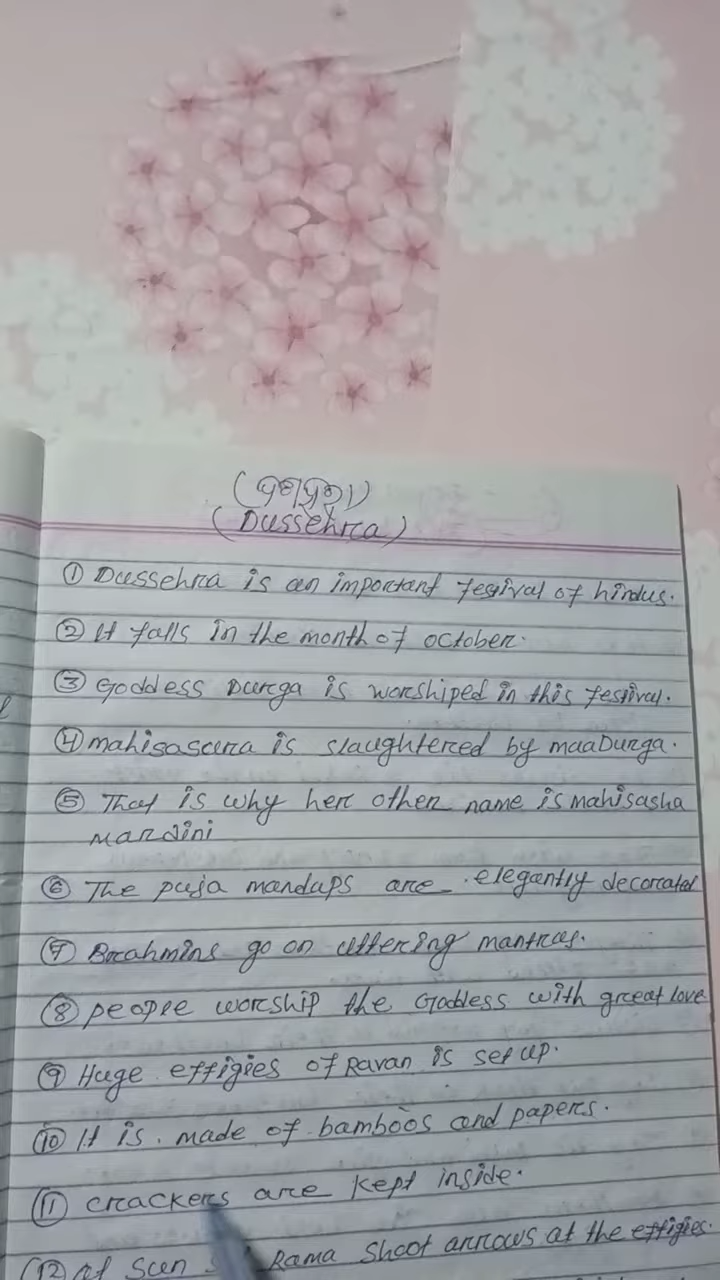 (ଦଶହରା)
(Dussehra)
① Dussehra is an important festival of hindus.
② It falls in the month of october.
③ Goddess Durga is worshiped in this festival.
④ mahisasura is slaughtered by maaDurga.
⑤ That is why her other name is mahisasha
mardini
⑥ The puja mandaps are elegantly decorated
⑦ Brahmins go on uttering mantras.
⑧ people worship the Goddess with great love
⑨ Huge effigies of Ravan is set up.
⑩ It is made of bamboos and papers.
⑪ crackers are kept inside.
⑫ at sun Rama shoot arrows at the effigies.